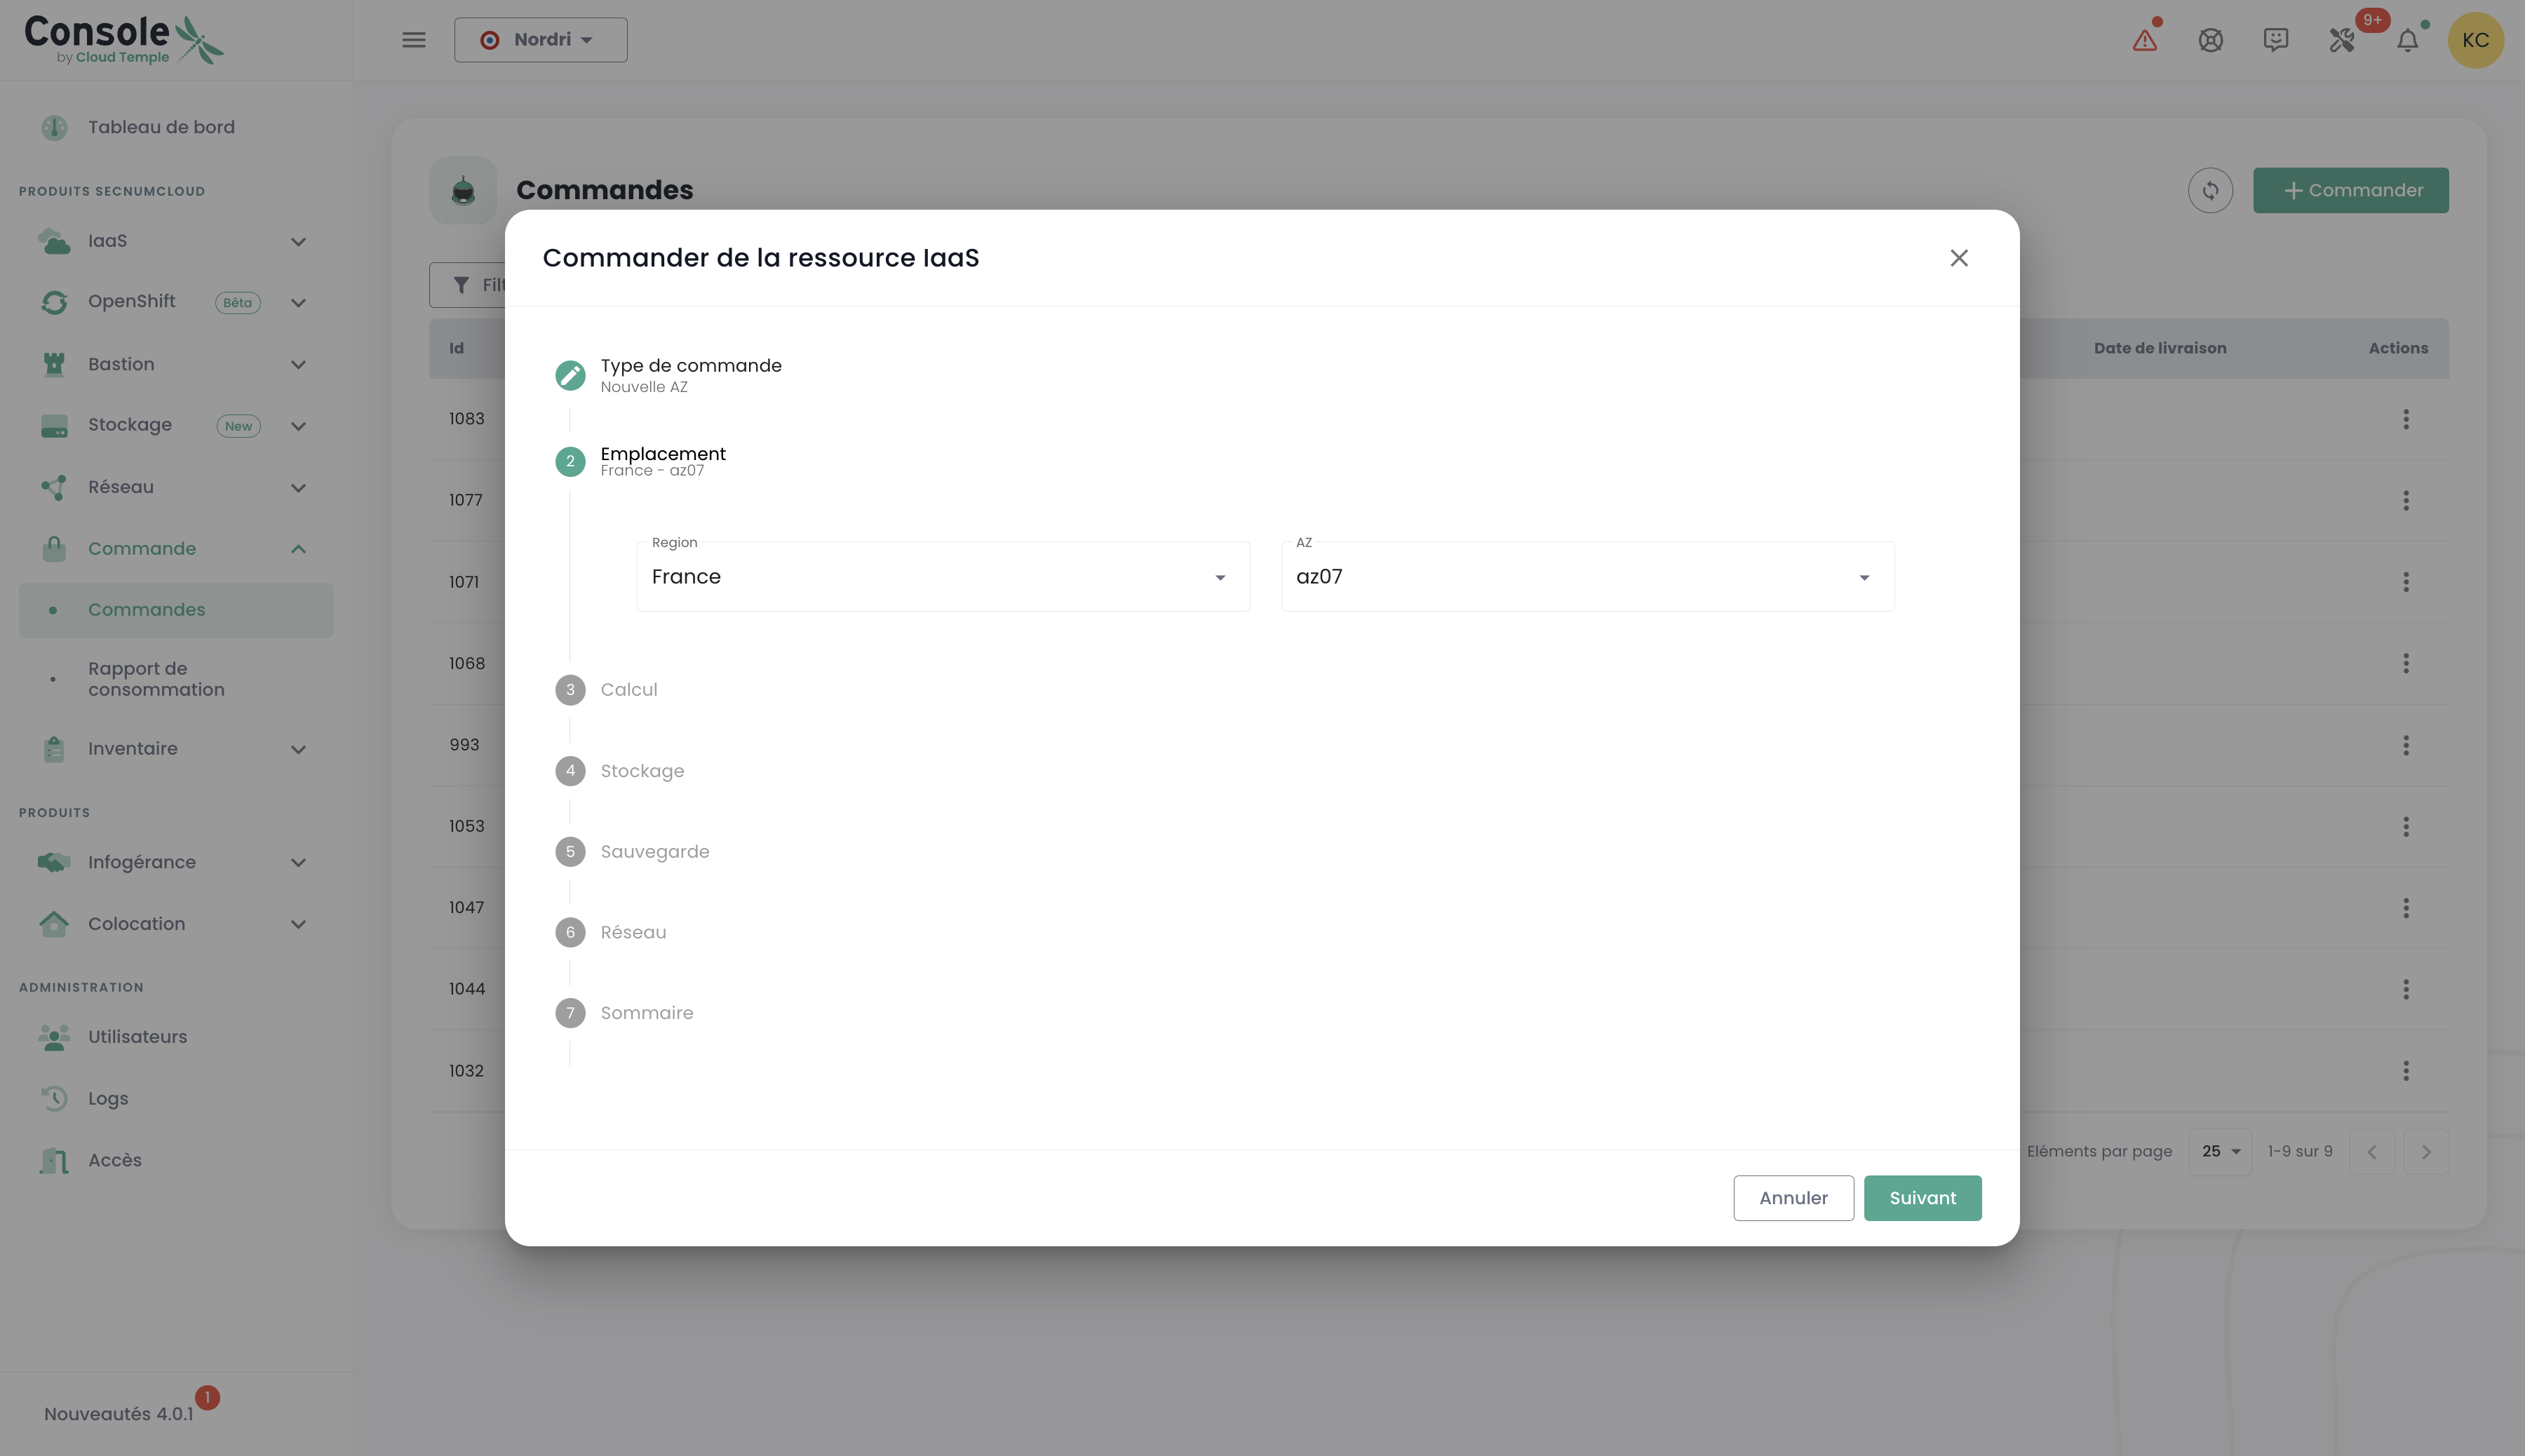 Console
by Cloud Temple
Nordri
9+
KC
Tableau de bord
PRODUITS SECNUMCLOUD
IaaS
OpenShift Bêta
Bastion
Stockage New
Réseau
Commande
Commandes
Rapport de
consommation
Inventaire
PRODUITS
Infogérance
Colocation
ADMINISTRATION
Utilisateurs
Logs
Accès
Nouveautés 4.0.1
1
Commandes
Commander
Id
Date de livraison
Actions
1083
1077
1071
1068
993
1053
1047
1044
1032
Eléments par page
25
1-9 sur 9
Commander de la ressource IaaS
Type de commande
Nouvelle AZ
2 Emplacement
France - az07
Region
France
AZ
az07
3 Calcul
4 Stockage
5 Sauvegarde
6 Réseau
7 Sommaire
Annuler
Suivant